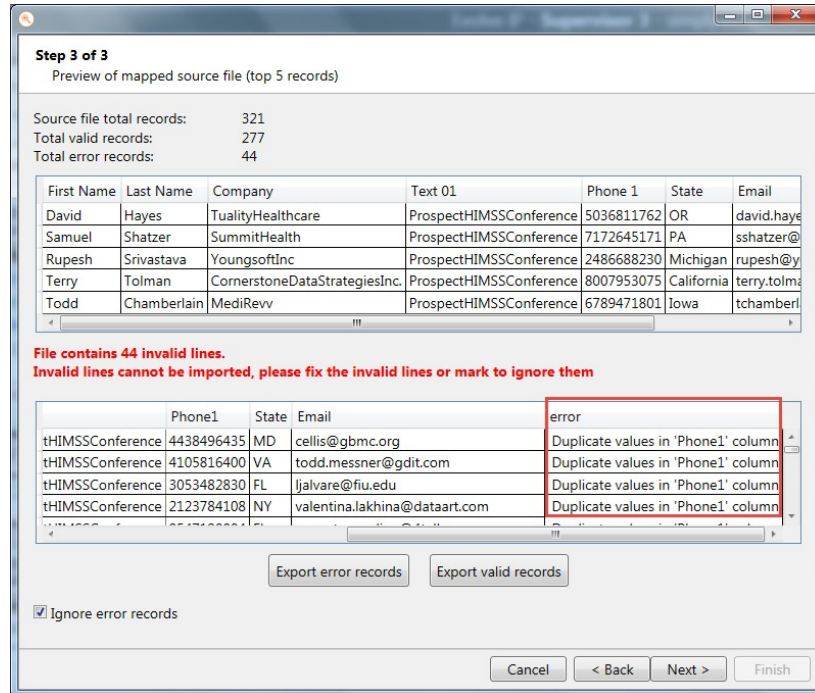 Step 3 of 3
Preview of mapped source file (top 5 records)
Source file total records: 321
Total valid records: 277
Total error records: 44
First Name Last Name Company Text 01 Phone 1 State Email
David Hayes TualityHealthcare ProspectHIMSSConference 5036811762 OR david.haye
Samuel Shatzer SummitHealth ProspectHIMSSConference 7172645171 PA sshatzer@
Rupesh Srivastava YoungsoftInc ProspectHIMSSConference 2486688230 Michigan rupesh@y
Terry Tolman CornerstoneDataStrategiesInc. ProspectHIMSSConference 8007953075 California terry.tolma
Todd Chamberlain MediRevv ProspectHIMSSConference 6789471801 Iowa tchamberl
File contains 44 invalid lines.
Invalid lines cannot be imported, please fix the invalid lines or mark to ignore them
Phone1 State Email error
tHIMSSConference 4438496435 MD cellis@gbmc.org Duplicate values in 'Phone1' column
tHIMSSConference 4105816400 VA todd.messner@gdit.com Duplicate values in 'Phone1' column
tHIMSSConference 3053482830 FL ljalvare@fiu.edu Duplicate values in 'Phone1' column
tHIMSSConference 2123784108 NY valentina.lakhina@dataart.com Duplicate values in 'Phone1' column
Export error records Export valid records
Ignore error records
Cancel < Back Next > Finish